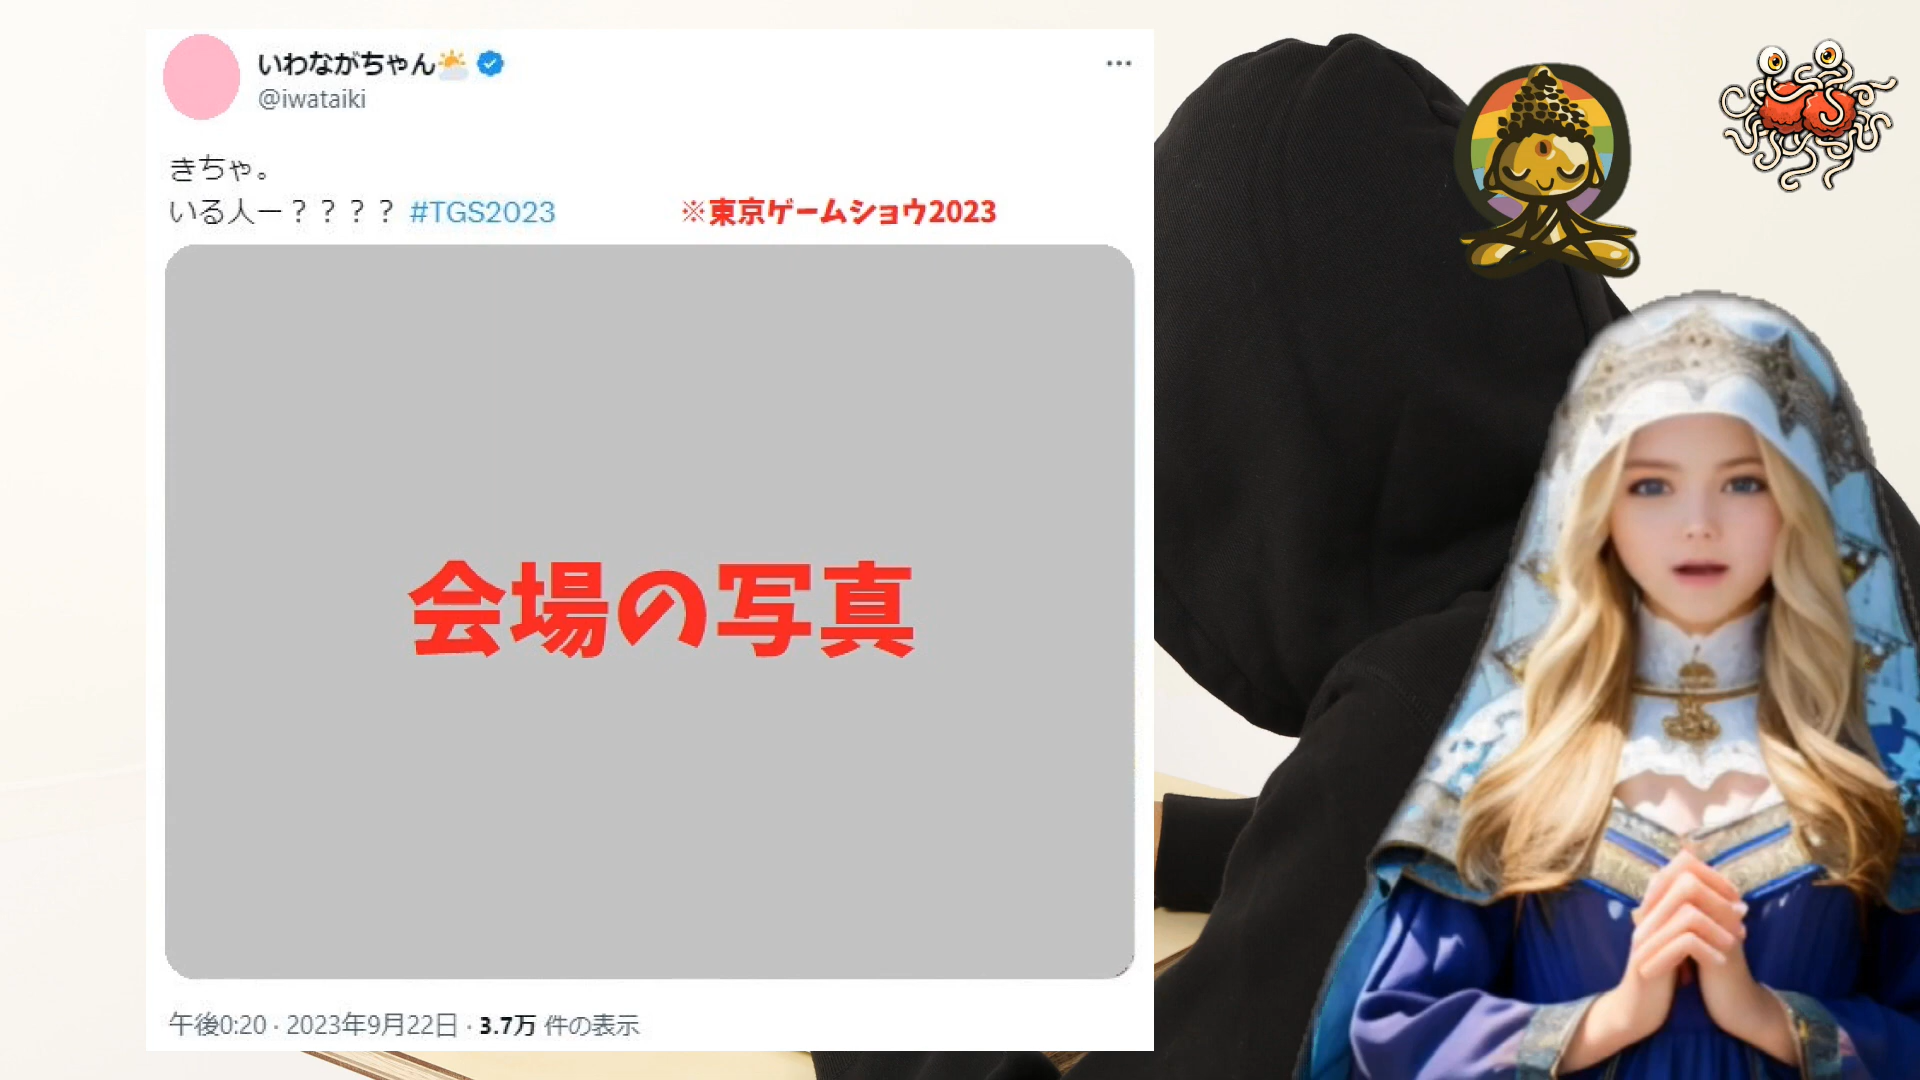 いわながちゃん
@iwataiki
きちゃ。
いる人ー？？？？ #TGS2023
※東京ゲームショウ2023
会場の写真
午後0:20 · 2023年9月22日 · 3.7万 件の表示